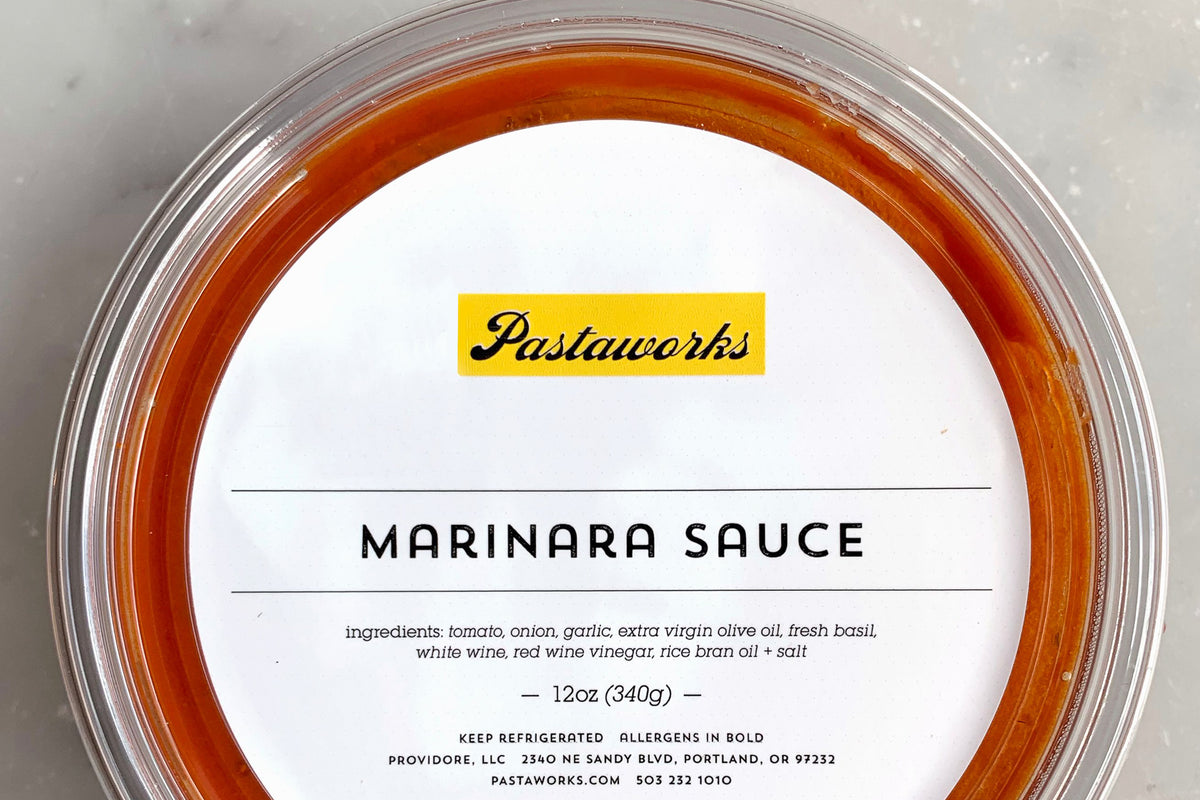 Pastaworks
MARINARA SAUCE
ingredients: tomato, onion, garlic, extra virgin olive oil, fresh basil,
white wine, red wine vinegar, rice bran oil + salt
— 12oz (340g) —
KEEP REFRIGERATED ALLERGENS IN BOLD
PROVIDORE, LLC 2340 NE SANDY BLVD, PORTLAND, OR 97232
PASTAWORKS.COM 503 232 1010